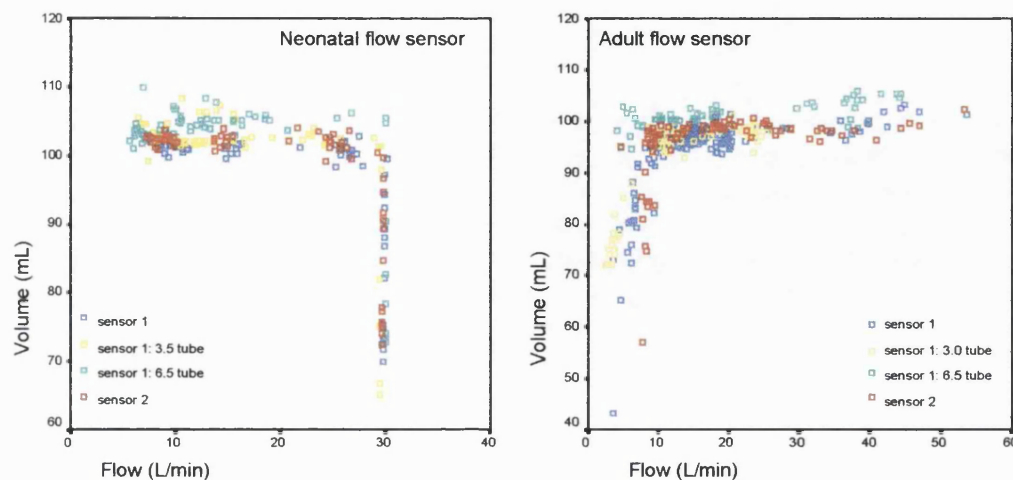 Neonatal flow sensor
120
110
100
90
80
70
60
0 10 20 30 40
Volume (mL)
Flow (L/min)
sensor 1
sensor 1: 3.5 tube
sensor 1: 6.5 tube
sensor 2
Adult flow sensor
120
110
100
90
80
70
60
50
40
0 10 20 30 40 50 60
Volume (mL)
Flow (L/min)
sensor 1
sensor 1: 3.0 tube
sensor 1: 6.5 tube
sensor 2